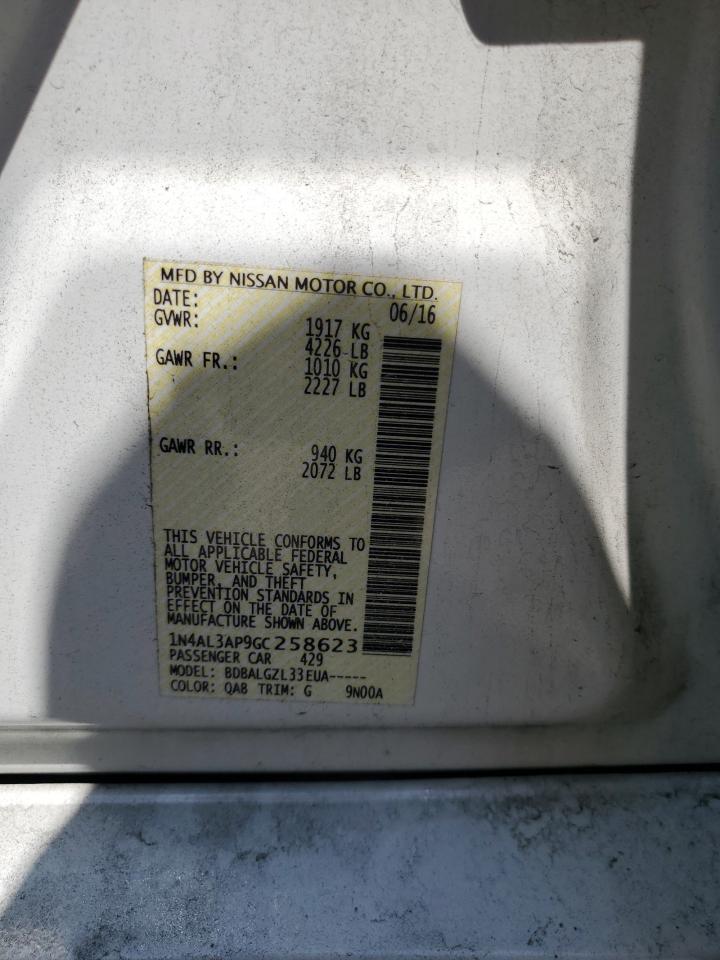 MFD BY NISSAN MOTOR CO., LTD.
DATE: 06/16
GVWR: 1917 KG
4226 LB
GAWR FR.: 1010 KG
2227 LB
GAWR RR.: 940 KG
2072 LB
THIS VEHICLE CONFORMS TO
ALL APPLICABLE FEDERAL
MOTOR VEHICLE SAFETY,
BUMPER, AND THEFT
PREVENTION STANDARDS IN
EFFECT ON THE DATE OF
MANUFACTURE SHOWN ABOVE.
1N4AL3AP9GC258623
PASSENGER CAR 429
MODEL: BDBALGZL33EUA-----
COLOR: QAB TRIM: G 9N00A